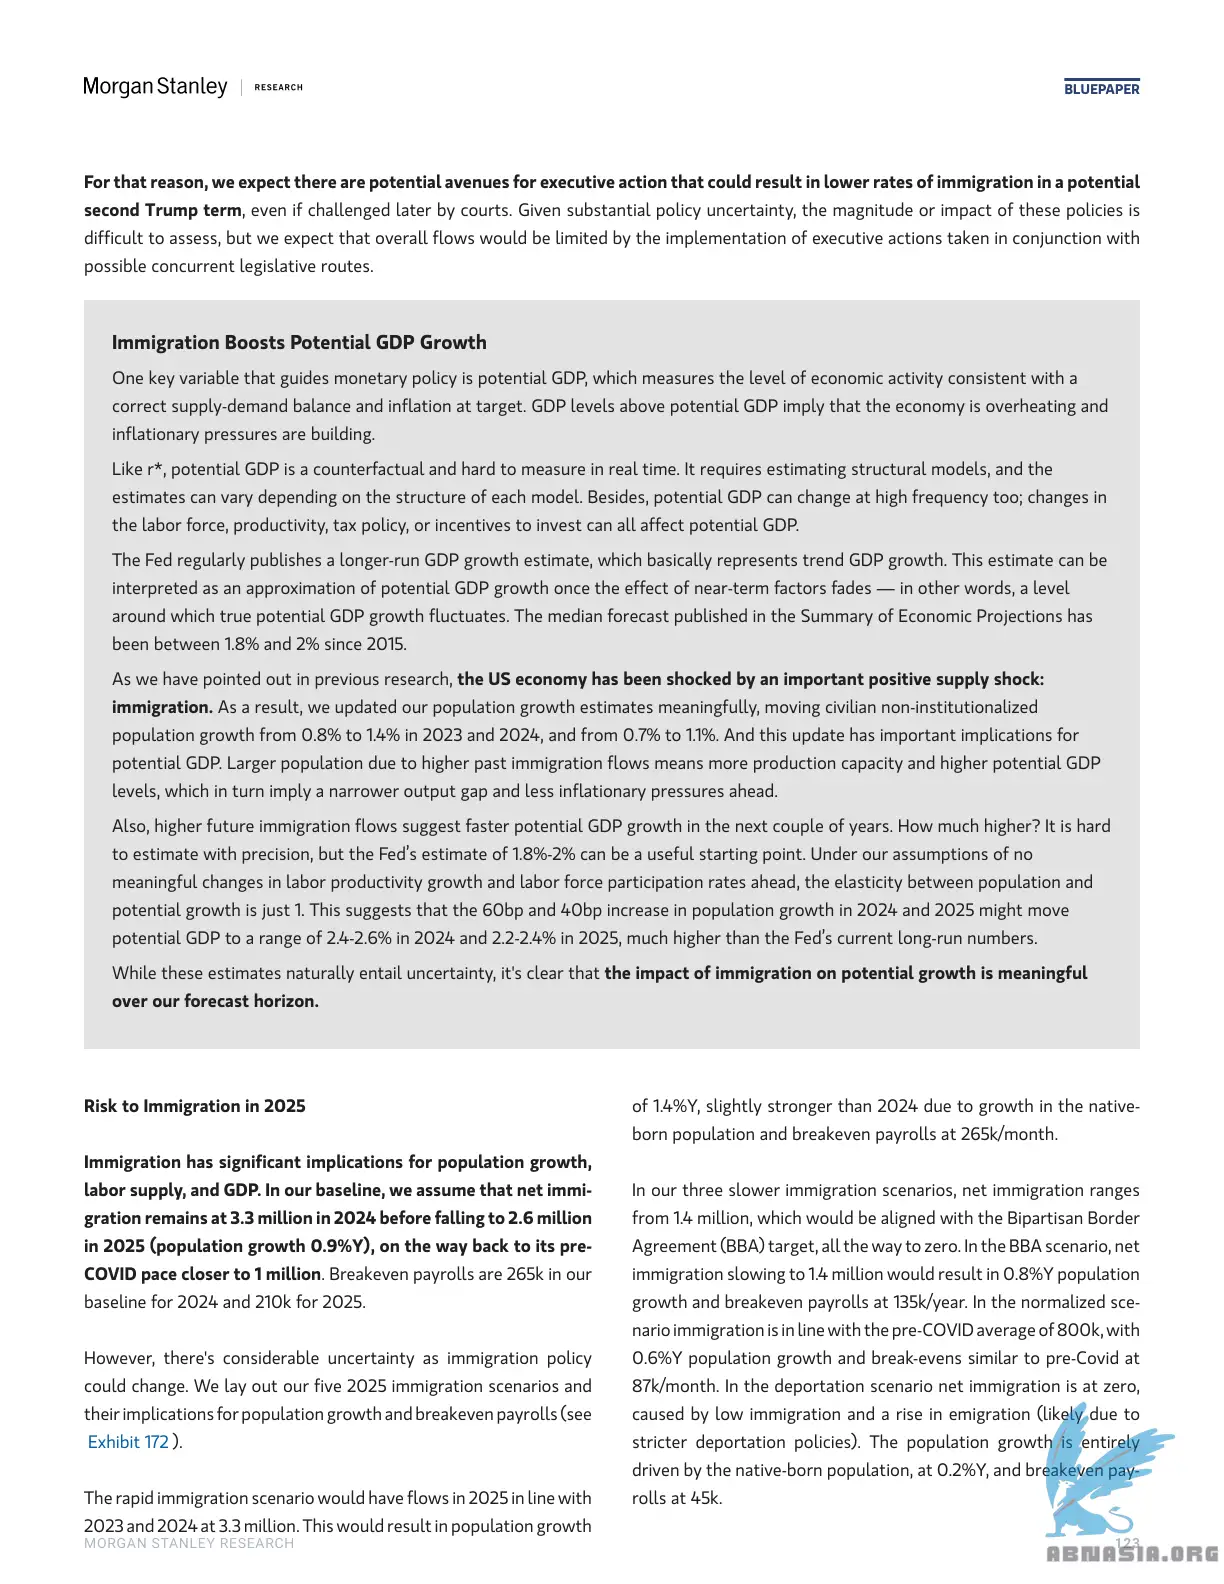 Morgan Stanley | RESEARCH
BLUEPAPER
For that reason, we expect there are potential avenues for executive action that could result in lower rates of immigration in a potential
second Trump term, even if challenged later by courts. Given substantial policy uncertainty, the magnitude or impact of these policies is
difficult to assess, but we expect that overall flows would be limited by the implementation of executive actions taken in conjunction with
possible concurrent legislative routes.
Immigration Boosts Potential GDP Growth
One key variable that guides monetary policy is potential GDP, which measures the level of economic activity consistent with a
correct supply-demand balance and inflation at target. GDP levels above potential GDP imply that the economy is overheating and
inflationary pressures are building.
Like r*, potential GDP is a counterfactual and hard to measure in real time. It requires estimating structural models, and the
estimates can vary depending on the structure of each model. Besides, potential GDP can change at high frequency too; changes in
the labor force, productivity, tax policy, or incentives to invest can all affect potential GDP.
The Fed regularly publishes a longer-run GDP growth estimate, which basically represents trend GDP growth. This estimate can be
interpreted as an approximation of potential GDP growth once the effect of near-term factors fades — in other words, a level
around which true potential GDP growth fluctuates. The median forecast published in the Summary of Economic Projections has
been between 1.8% and 2% since 2015.
As we have pointed out in previous research, the US economy has been shocked by an important positive supply shock:
immigration. As a result, we updated our population growth estimates meaningfully, moving civilian non-institutionalized
population growth from 0.8% to 1.4% in 2023 and 2024, and from 0.7% to 1.1%. And this update has important implications for
potential GDP. Larger population due to higher past immigration flows means more production capacity and higher potential GDP
levels, which in turn imply a narrower output gap and less inflationary pressures ahead.
Also, higher future immigration flows suggest faster potential GDP growth in the next couple of years. How much higher? It is hard
to estimate with precision, but the Fed's estimate of 1.8%-2% can be a useful starting point. Under our assumptions of no
meaningful changes in labor productivity growth and labor force participation rates ahead, the elasticity between population and
potential growth is just 1. This suggests that the 60bp and 40bp increase in population growth in 2024 and 2025 might move
potential GDP to a range of 2.4-2.6% in 2024 and 2.2-2.4% in 2025, much higher than the Fed's current long-run numbers.
While these estimates naturally entail uncertainty, it's clear that the impact of immigration on potential growth is meaningful
over our forecast horizon.
Risk to Immigration in 2025
Immigration has significant implications for population growth,
labor supply, and GDP. In our baseline, we assume that net immi-
gration remains at 3.3 million in 2024 before falling to 2.6 million
in 2025 (population growth 0.9%Y), on the way back to its pre-
COVID pace closer to 1 million. Breakeven payrolls are 265k in our
baseline for 2024 and 210k for 2025.
However, there's considerable uncertainty as immigration policy
could change. We lay out our five 2025 immigration scenarios and
their implications for population growth and breakeven payrolls (see
Exhibit 172 ).
The rapid immigration scenario would have flows in 2025 in line with
2023 and 2024 at 3.3 million. This would result in population growth
of 1.4%Y, slightly stronger than 2024 due to growth in the native-
born population and breakeven payrolls at 265k/month.
In our three slower immigration scenarios, net immigration ranges
from 1.4 million, which would be aligned with the Bipartisan Border
Agreement (BBA) target, all the way to zero. In the BBA scenario, net
immigration slowing to 1.4 million would result in 0.8%Y population
growth and breakeven payrolls at 135k/year. In the normalized sce-
nario immigration is in line with the pre-COVID average of 800k, with
0.6%Y population growth and break-evens similar to pre-Covid at
87k/month. In the deportation scenario net immigration is at zero,
caused by low immigration and a rise in emigration (likely due to
stricter deportation policies). The population growth is entirely
driven by the native-born population, at 0.2%Y, and breakeven pay-
rolls at 45k.
MORGAN STANLEY RESEARCH
123
ABNASIA.ORG